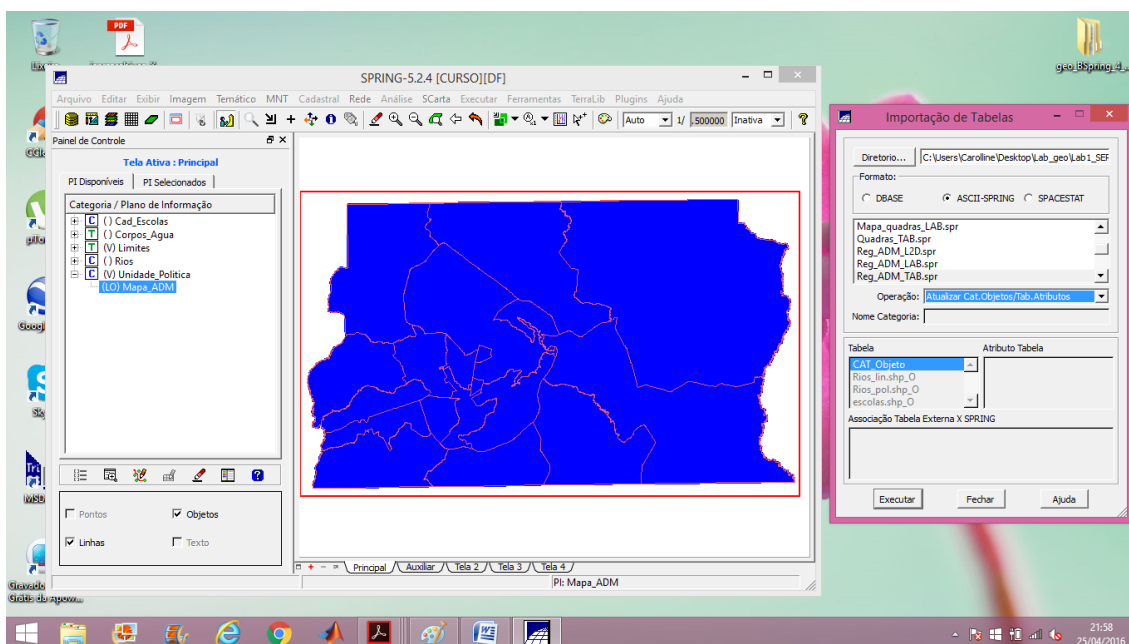 PDF
SPRING-5.2.4 [CURSO][DF]
Arquivo Editar Exibir Imagem Temático MNT Cadastral Rede Análise SCarta Executar Ferramentas TerraLib Plugins Ajuda
Auto 1/ 500000 Inativa
Painel de Controle
Tela Ativa : Principal
PI Disponíveis PI Selecionados
Categoria / Plano de Informação
C () Cad_Escolas
T () Corpos_Agua
T (V) Limites
C () Rios
C (V) Unidade_Politica
(LO) Mapa_ADM
Pontos Objetos
Linhas Texto
Principal Auxiliar Tela 2 Tela 3 Tela 4
PI: Mapa_ADM
Importação de Tabelas
Diretorio... C:\Users\Carolline\Desktop\Lab_geo\Lab1_SEF
Formato:
DBASE ASCII-SPRING SPACESTAT
Mapa_quadras_LAB.spr
Quadras_TAB.spr
Reg_ADM_L2D.spr
Reg_ADM_LAB.spr
Reg_ADM_TAB.spr
Operação: Atualizar Cat.Objetos/Tab.Atributos
Nome Categoria:
Tabela Atributo Tabela
CAT_Objeto
Rios_lin.shp_O
Rios_pol.shp_O
escolas.shp_O
Associação Tabela Externa X SPRING
Executar Fechar Ajuda
21:58
25/04/2016